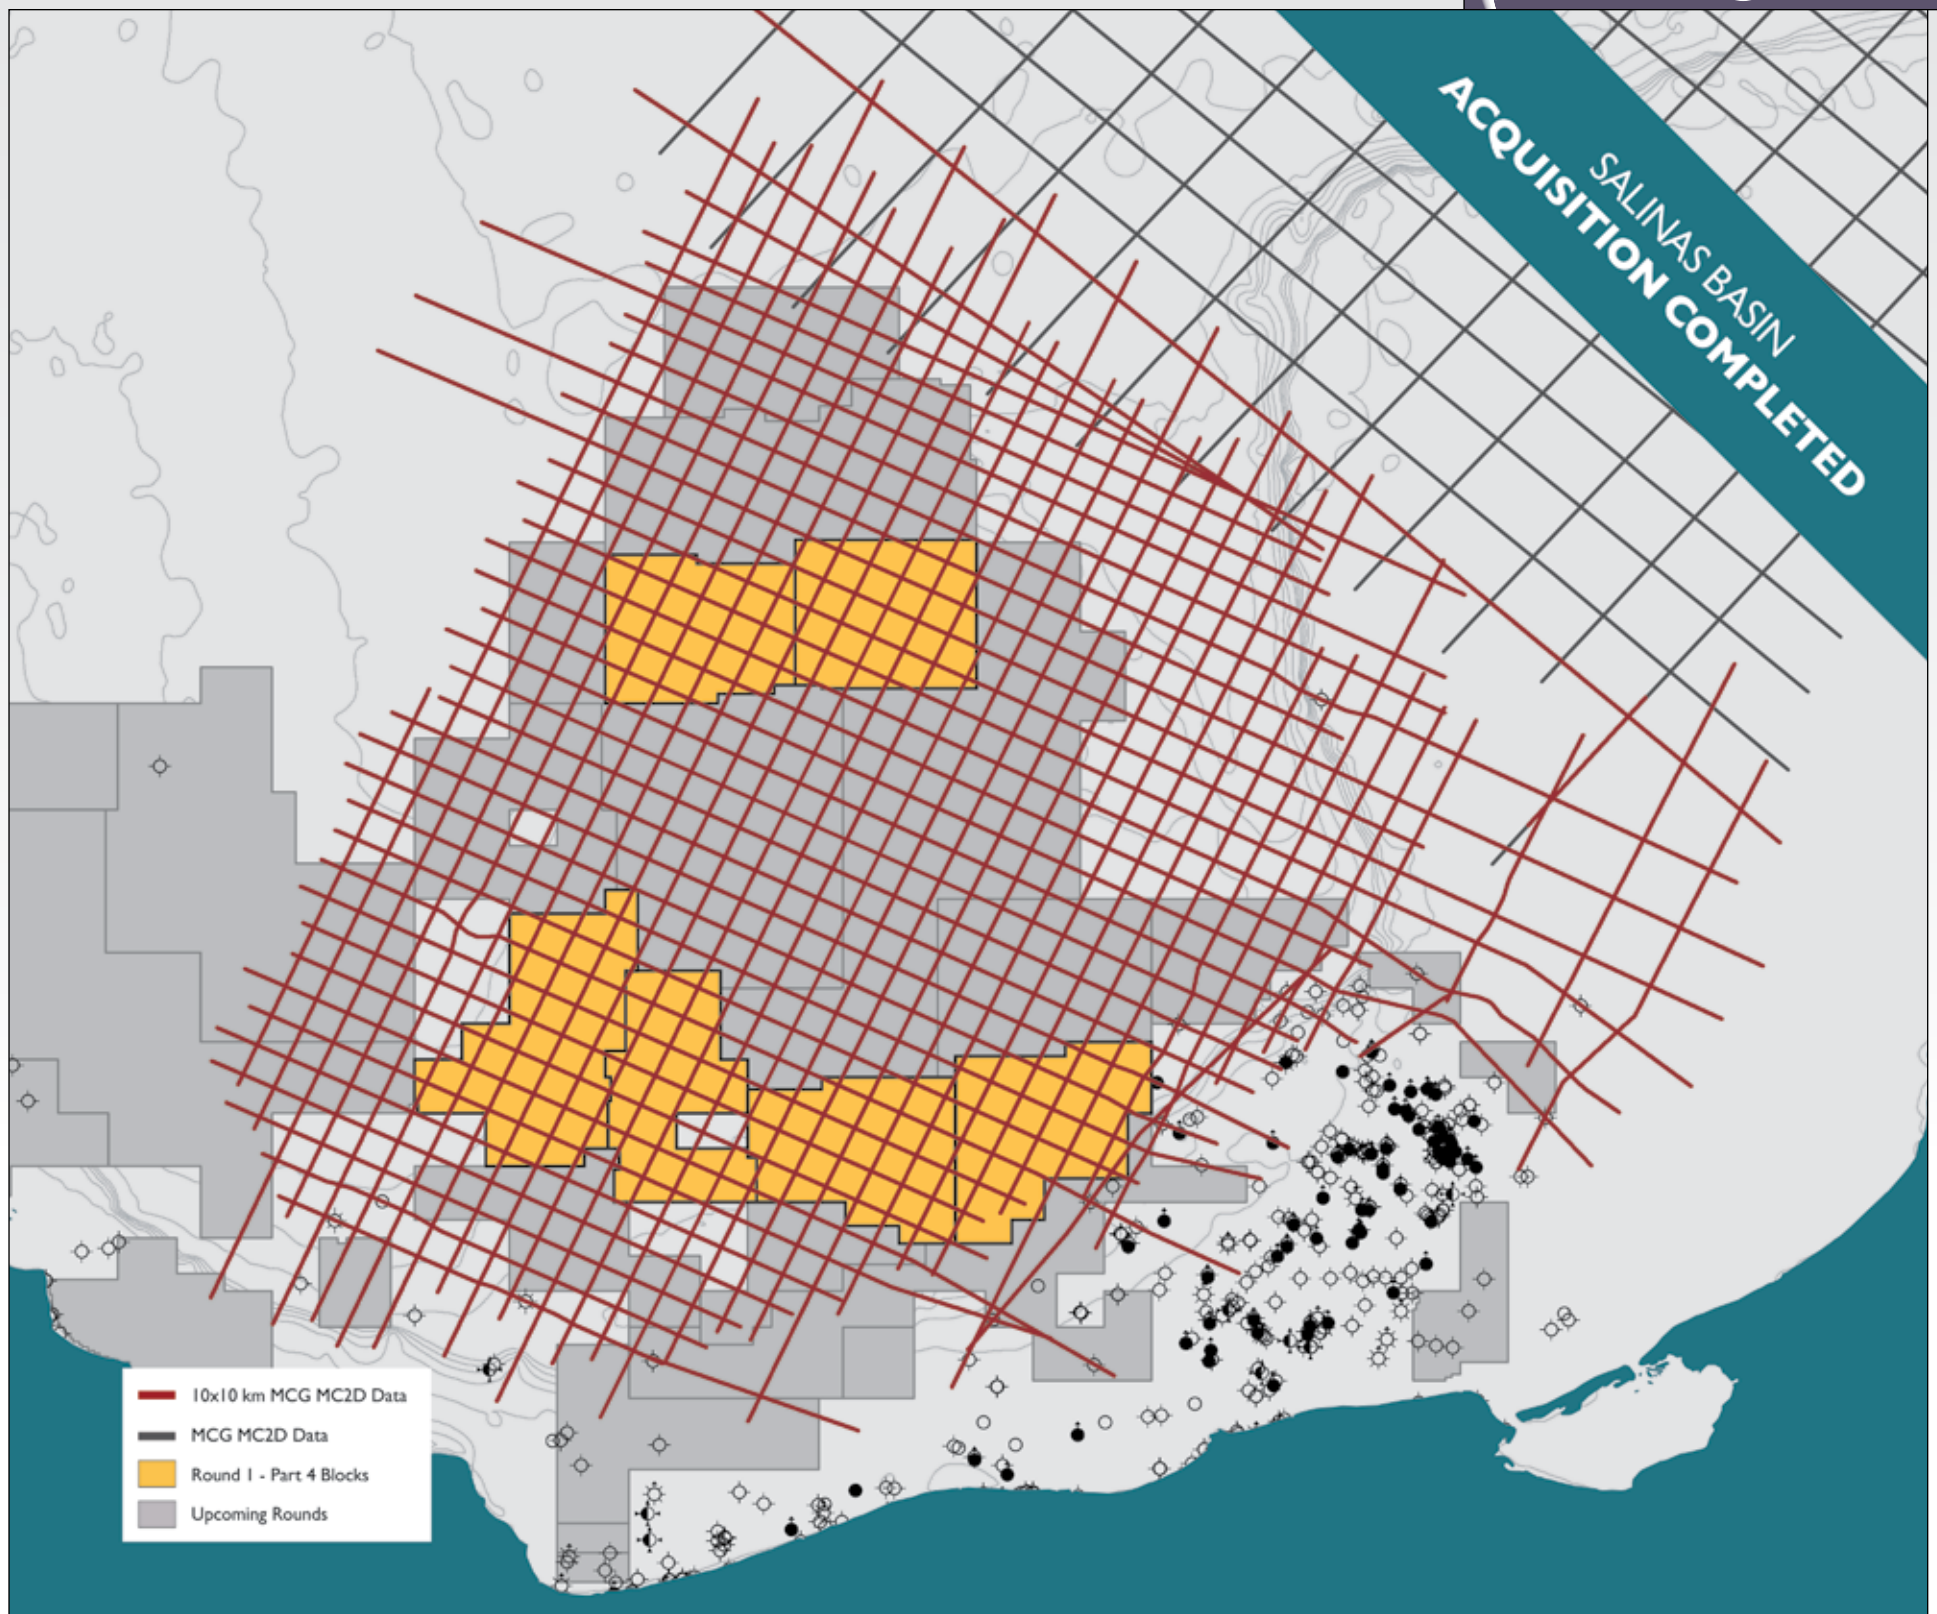 SALINAS BASIN
ACQUISITION COMPLETED
10x10 km MCG MC2D Data
MCG MC2D Data
Round 1 - Part 4 Blocks
Upcoming Rounds